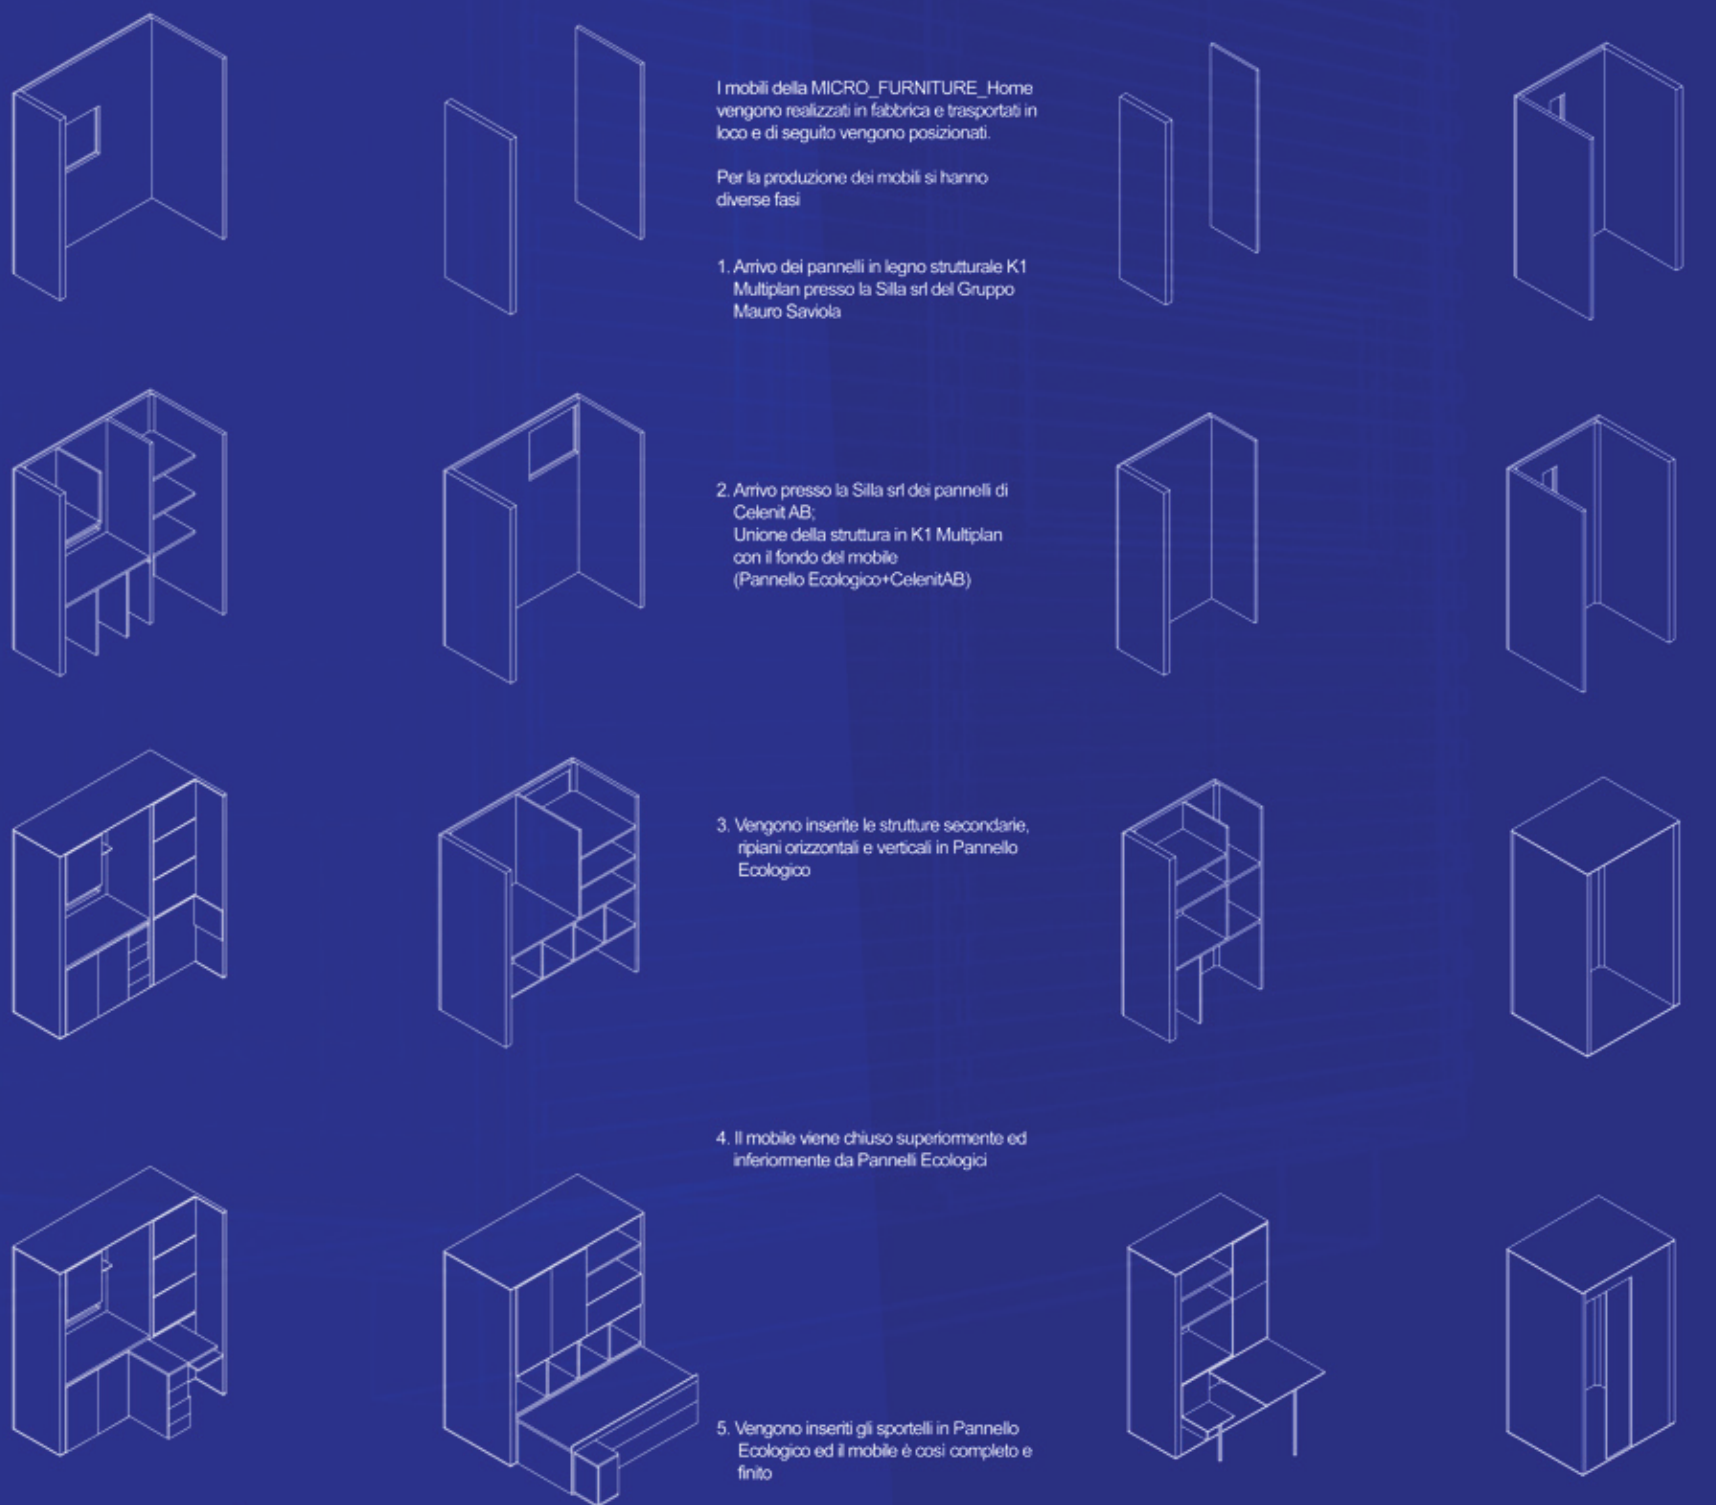 I mobili della MICRO_FURNITURE_Home
vengono realizzati in fabbrica e trasportati in
loco e di seguito vengono posizionati.
Per la produzione dei mobili si hanno
diverse fasi
1. Arrivo dei pannelli in legno strutturale K1
Multiplan presso la Silla srl del Gruppo
Mauro Saviola
2. Arrivo presso la Silla srl dei pannelli di
Celenit AB;
Unione della struttura in K1 Multiplan
con il fondo del mobile
(Pannello Ecologico+CelenitAB)
3. Vengono inserite le strutture secondarie,
ripiani orizzontali e verticali in Pannello
Ecologico
4. Il mobile viene chiuso superiormente ed
inferiormente da Pannelli Ecologici
5. Vengono inseriti gli sportelli in Pannello
Ecologico ed il mobile è così completo e
finito